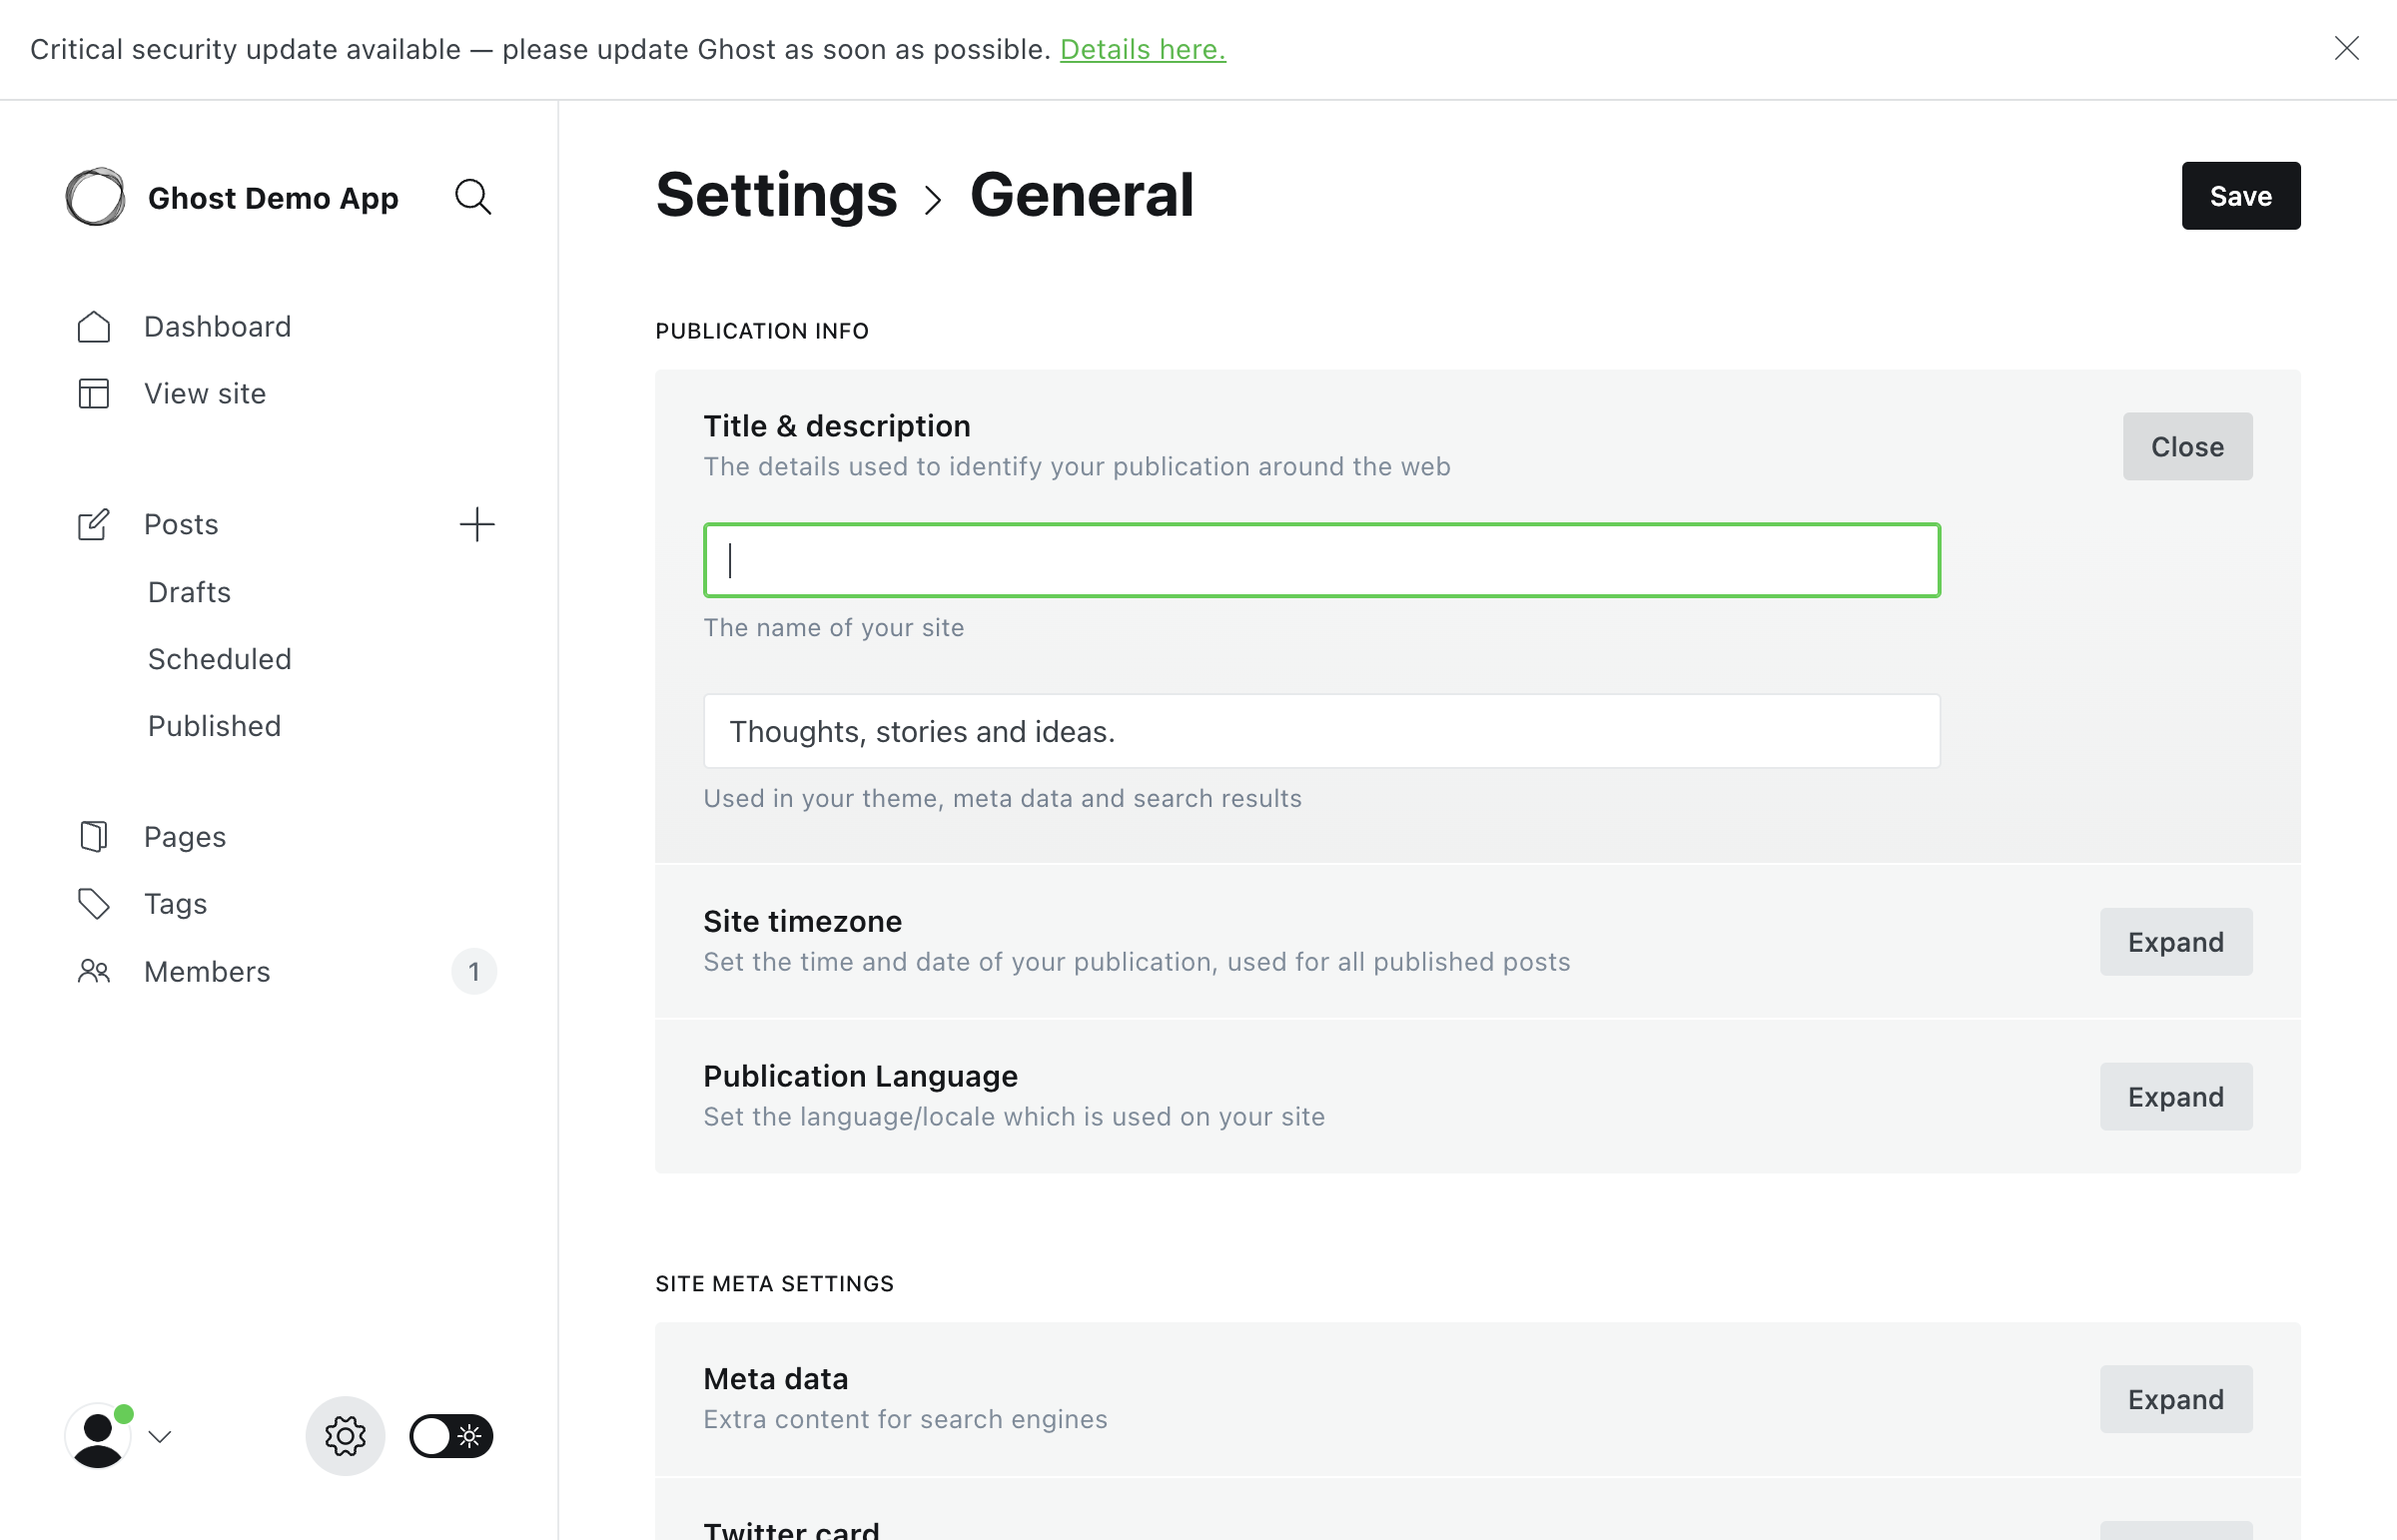 Critical security update available — please update Ghost as soon as possible. Details here.
Ghost Demo App
Dashboard
View site
Posts
Drafts
Scheduled
Published
Pages
Tags
Members 1
Settings > General
Save
PUBLICATION INFO
Title & description
The details used to identify your publication around the web
Close
The name of your site
Thoughts, stories and ideas.
Used in your theme, meta data and search results
Site timezone
Set the time and date of your publication, used for all published posts
Expand
Publication Language
Set the language/locale which is used on your site
Expand
SITE META SETTINGS
Meta data
Extra content for search engines
Expand
Twitter card